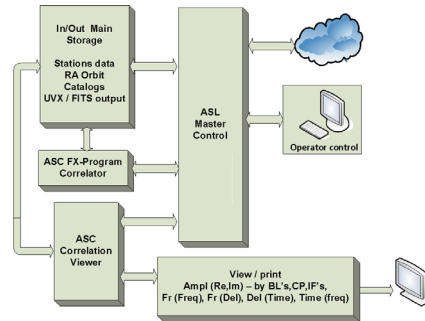 In/Out Main
Storage
Stations data
RA Orbit
Catalogs
UVX / FITS output
ASL
Master
Control
Operator control
ASC FX-Program
Correlator
ASC
Correlation
Viewer
View / print
Ampl (Re,Im) – by BL's,CP,IF's,
Fr (Freq), Fr (Del), Del (Time), Time (freq)